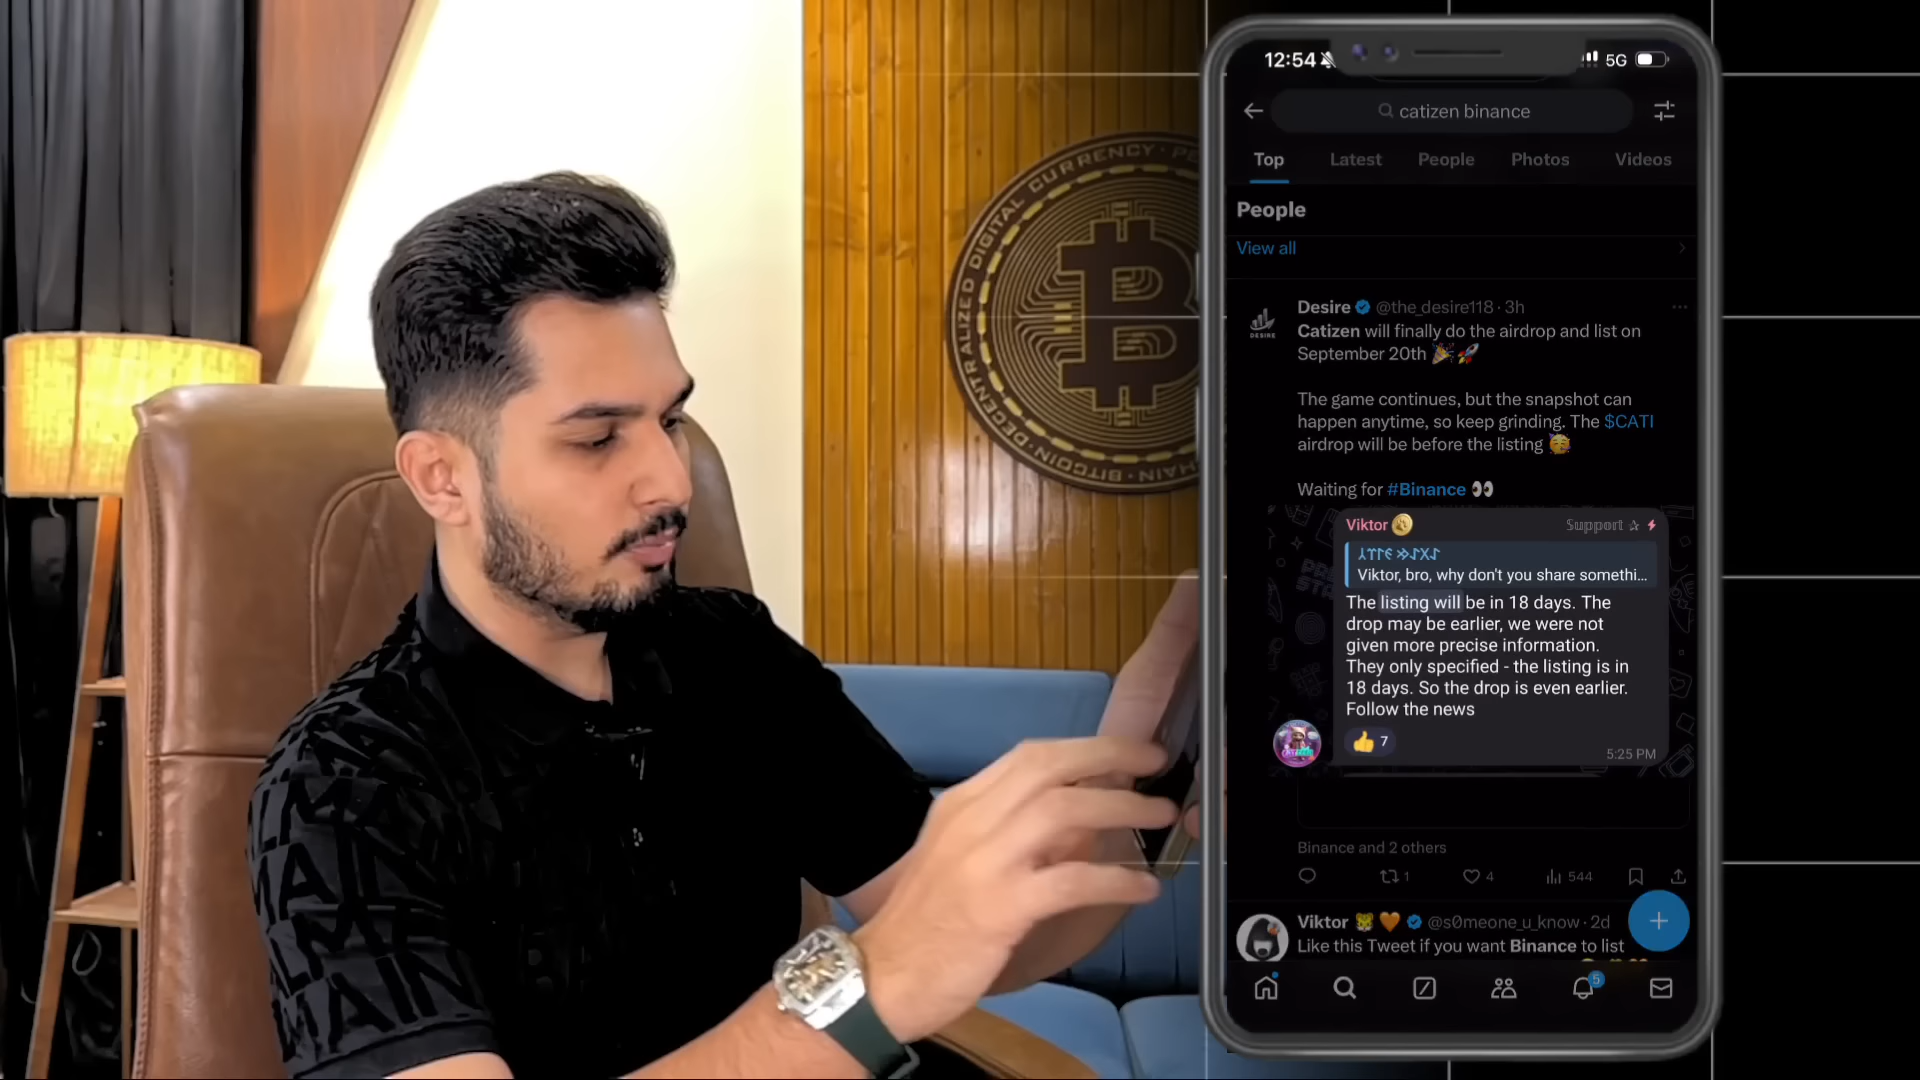 DECENTRALIZED DIGITAL CURRENCY · PE
CHAIN · BITCOIN · DEC
12:54
5G
catizen binance
Top Latest People Photos Videos
People
View all
Desire @the_desire118 · 3h
DESIRE
Catizen will finally do the airdrop and list on
September 20th 🎉🚀
The game continues, but the snapshot can
happen anytime, so keep grinding. The $CATI
airdrop will be before the listing 🥳
Waiting for #Binance 👀
Viktor Support
Viktor, bro, why don't you share somethi...
The listing will be in 18 days. The
drop may be earlier, we were not
given more precise information.
They only specified - the listing is in
18 days. So the drop is even earlier.
Follow the news
👍 7
5:25 PM
Binance and 2 others
1 4 544
Viktor 🐯🧡 @s0meone_u_know · 2d
Like this Tweet if you want Binance to list
5